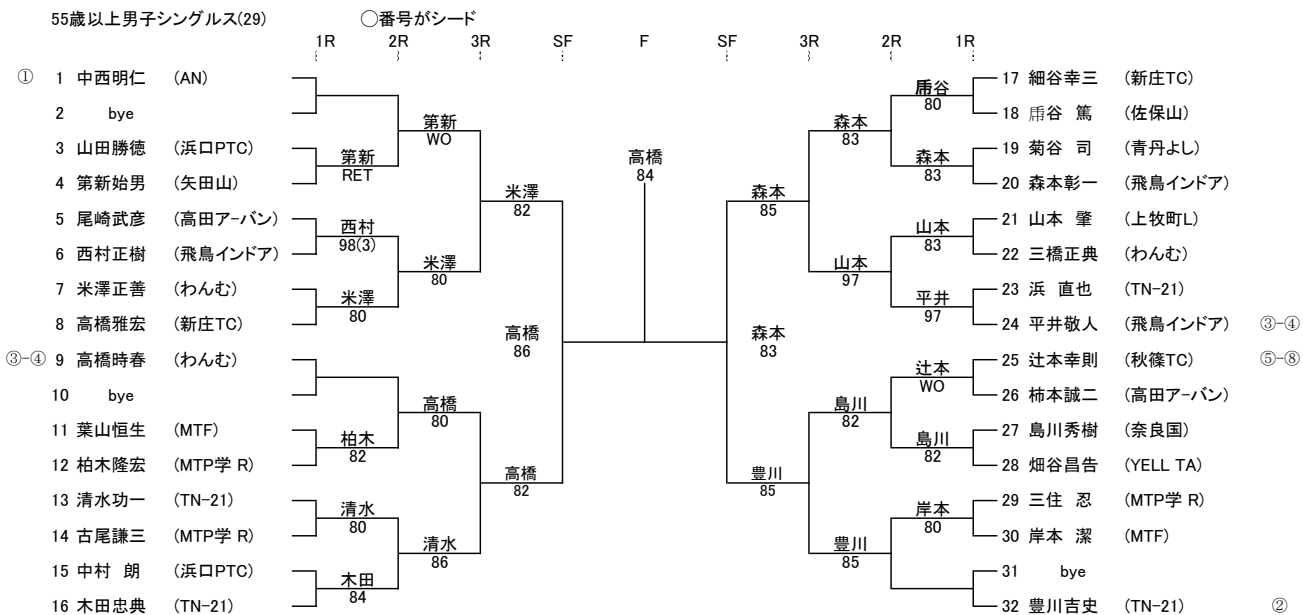 55歳以上男子シングルス(29) ◯番号がシード
1R 2R 3R SF F SF 3R 2R 1R
① 1 中西明仁 (AN)
2 bye
3 山田勝徳 (浜口PTC)
4 第新始男 (矢田山)
5 尾崎武彦 (高田アーバン)
6 西村正樹 (飛鳥インドア)
7 米澤正善 (わんむ)
8 高橋雅宏 (新庄TC)
③-④ 9 高橋時春 (わんむ)
10 bye
11 葉山恒生 (MTF)
12 柏木隆宏 (MTP学 R)
13 清水功一 (TN-21)
14 古尾謙三 (MTP学 R)
15 中村 朗 (浜口PTC)
16 木田忠典 (TN-21)
第新
RET
西村
98(3)
米澤
80
柏木
82
清水
80
木田
84
第新
WO
米澤
80
高橋
80
清水
86
米澤
82
高橋
82
高橋
86
高橋
84
森本
83
森本
85
豊川
85
森本
83
山本
97
島川
82
豊川
85
谷
80
森本
83
山本
83
平井
97
辻本
WO
島川
82
岸本
80
17 細谷幸三 (新庄TC)
18 谷 篤 (佐保山)
19 菊谷 司 (青丹よし)
20 森本彰一 (飛鳥インドア)
21 山本 肇 (上牧町L)
22 三橋正典 (わんむ)
23 浜 直也 (TN-21)
24 平井敬人 (飛鳥インドア) ③-④
25 辻本幸則 (秋篠TC) ⑤-⑧
26 柿本誠二 (高田アーバン)
27 島川秀樹 (奈良国)
28 畑谷昌告 (YELL TA)
29 三住 忍 (MTP学 R)
30 岸本 潔 (MTF)
31 bye
32 豊川吉史 (TN-21) ②